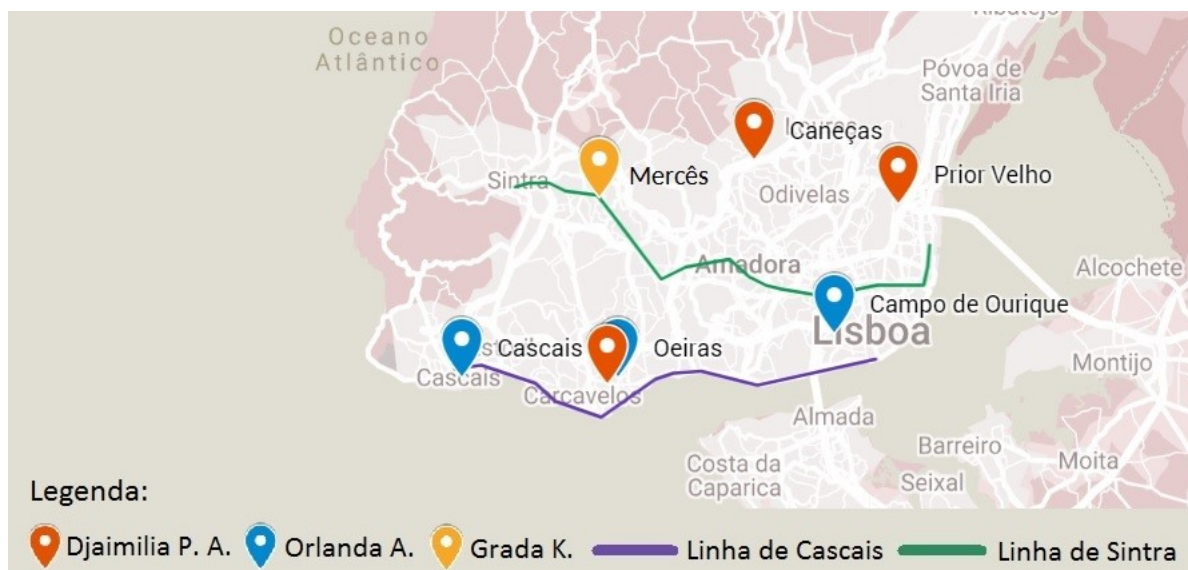 Oceano
Atlântico
Ribatejo
Póvoa de
Santa Iria
Loures
Caneças
Sintra
Mercês
Odivelas
Prior Velho
Amadora
Alcochete
Campo de Ourique
Lisboa
Cascais
Oeiras
Cascais
Carcavelos
Montijo
Almada
Barreiro
Moita
Costa da
Caparica
Seixal
Legenda:
Djaimilia P. A. Orlanda A. Grada K. Linha de Cascais Linha de Sintra